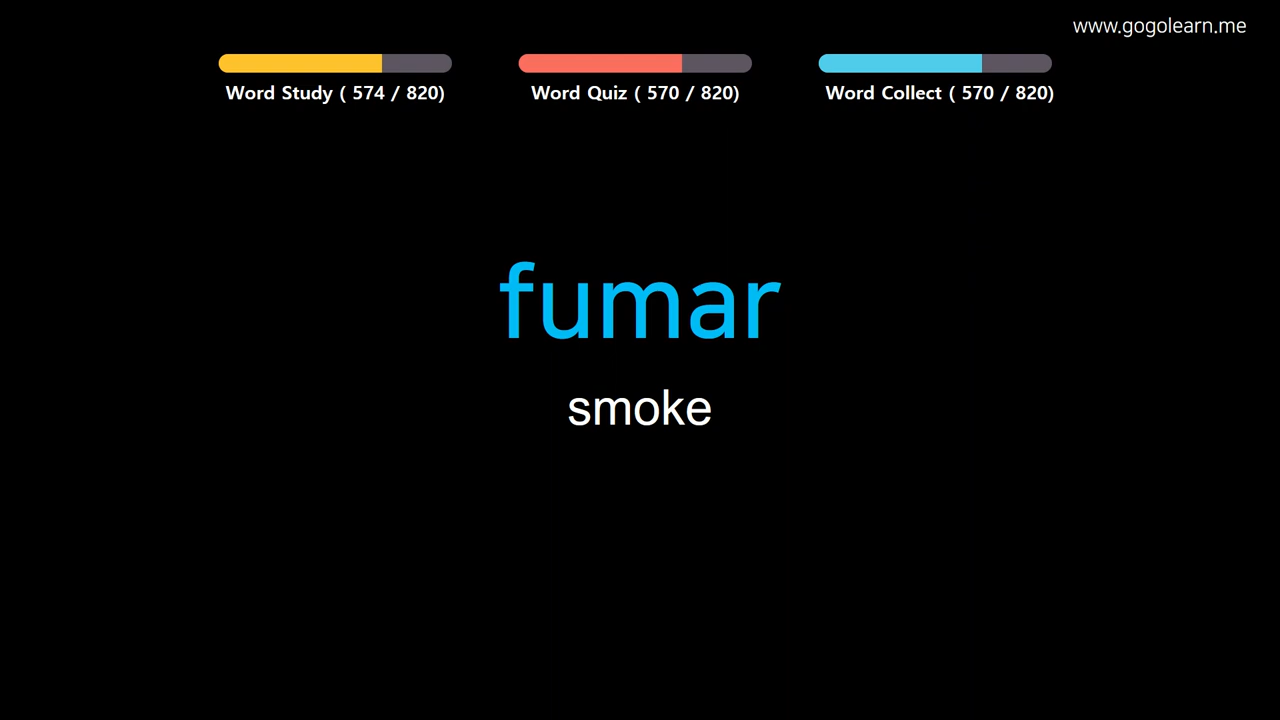 www.gogolearn.me
Word Study ( 574 / 820)
Word Quiz ( 570 / 820)
Word Collect ( 570 / 820)
fumar
smoke